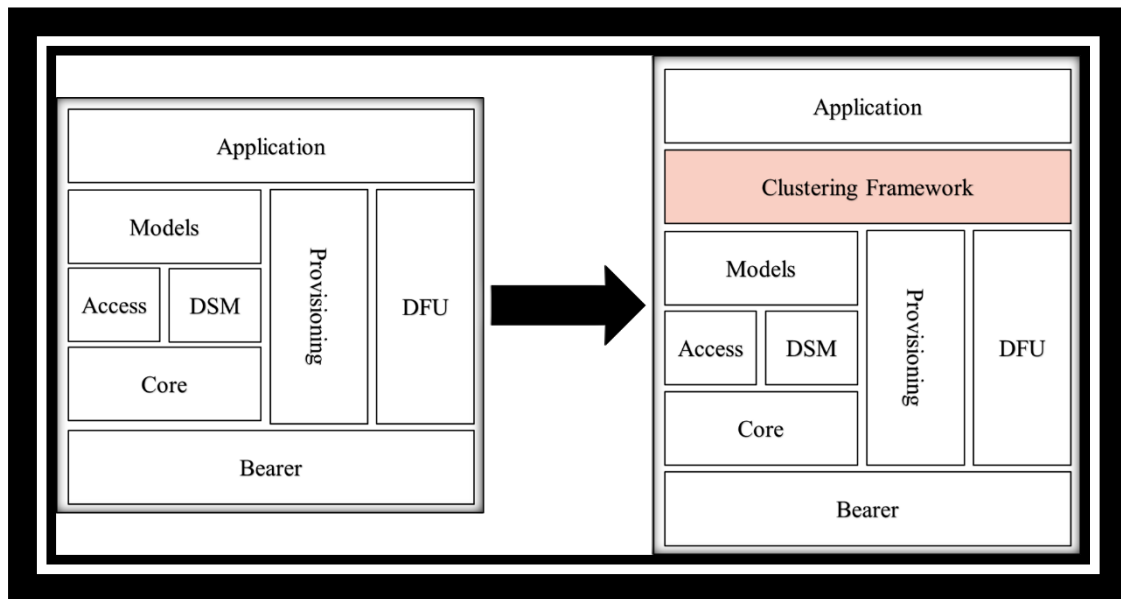 Application
Models
Access
DSM
Core
Provisioning
DFU
Bearer
Application
Clustering Framework
Models
Access
DSM
Core
Provisioning
DFU
Bearer